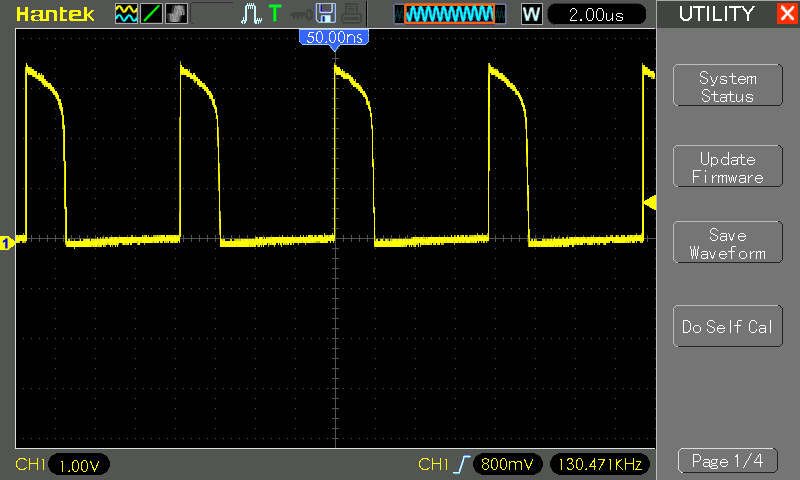 Hantek
T
W
2.00us
UTILITY
50.00ns
System
Status
Update
Firmware
Save
Waveform
1
Do Self Cal
CH1
1.00V
CH1
800mV
130.471KHz
Page 1/4